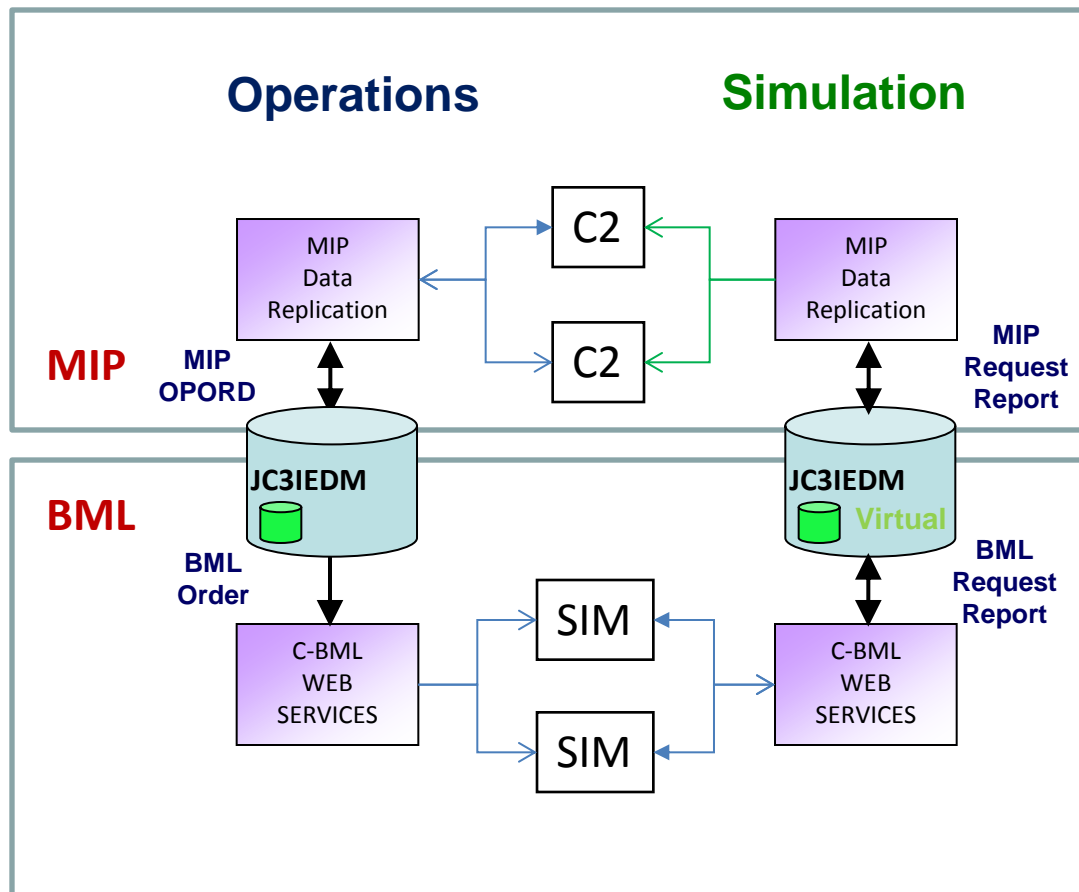 Operations
Simulation
C2
MIP
Data
Replication
MIP
Data
Replication
C2
MIP
MIP
OPORD
MIP
Request
Report
JC3IEDM
JC3IEDM
Virtual
BML
BML
Order
BML
Request
Report
SIM
C-BML
WEB
SERVICES
C-BML
WEB
SERVICES
SIM